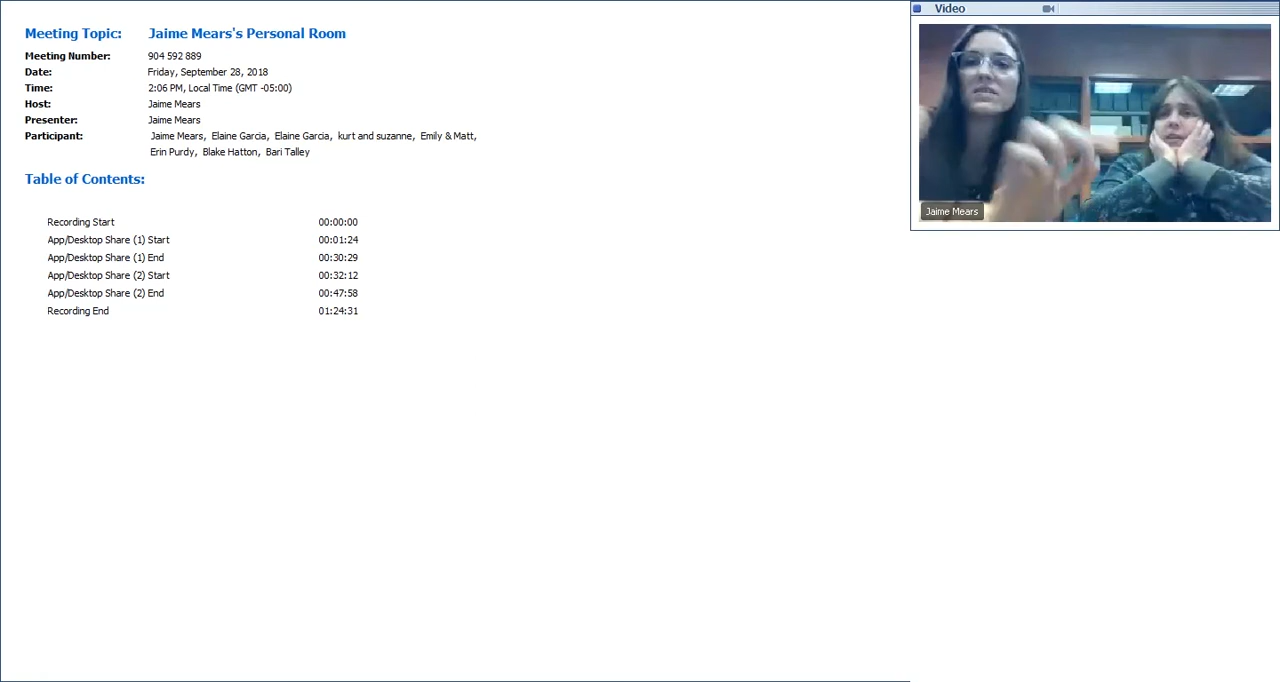 Meeting Topic: Jaime Mears's Personal Room
Meeting Number: 904 592 889
Date: Friday, September 28, 2018
Time: 2:06 PM, Local Time (GMT -05:00)
Host: Jaime Mears
Presenter: Jaime Mears
Participant: Jaime Mears, Elaine Garcia, Elaine Garcia, kurt and suzanne, Emily & Matt,
Erin Purdy, Blake Hatton, Bari Talley
Table of Contents:
Recording Start 00:00:00
App/Desktop Share (1) Start 00:01:24
App/Desktop Share (1) End 00:30:29
App/Desktop Share (2) Start 00:32:12
App/Desktop Share (2) End 00:47:58
Recording End 01:24:31
Video
Jaime Mears